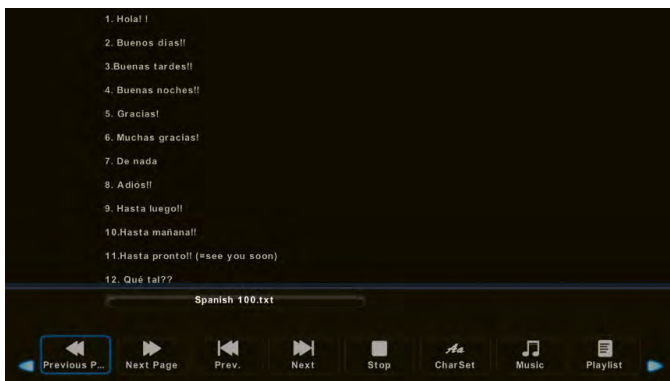 1. Hola! !
2. Buenos dias!!
3.Buenas tardes!!
4. Buenas noches!!
5. Gracias!
6. Muchas gracias!
7. De nada
8. Adiós!!
9. Hasta luego!!
10.Hasta mañana!!
11.Hasta pronto!! (=see you soon)
12. Qué tal??
Spanish 100.txt
Previous P... Next Page Prev. Next Stop CharSet Music Playlist